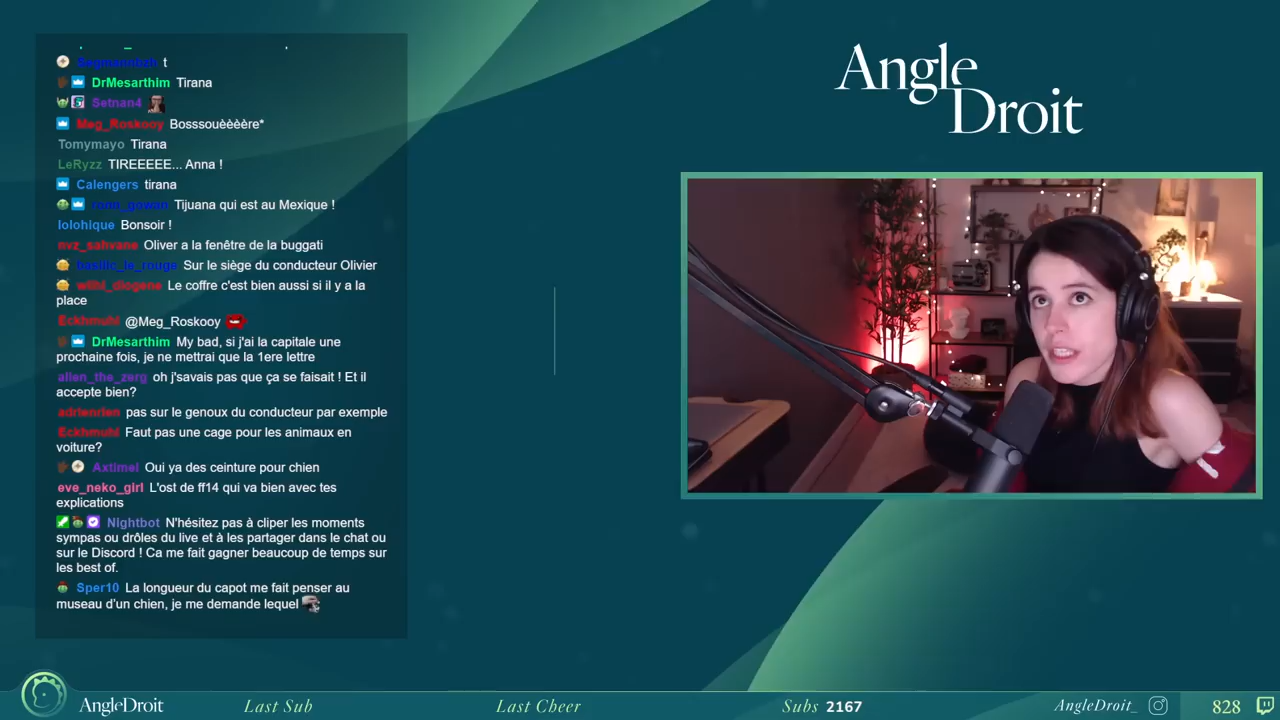 t
DrMesarthim Tirana
Setnan4
Meg_Roskooy Bosssouèèèère*
Tomymayo Tirana
LeRyzz TIREEEEE... Anna !
Calengers tirana
Tijuana qui est au Mexique !
lolohique Bonsoir !
nvz_sahvane Oliver a la fenêtre de la buggati
basilic_le_rouge Sur le siège du conducteur Olivier
wilhl_diogene Le coffre c'est bien aussi si il y a la
place
Eckhmuhl @Meg_Roskooy
DrMesarthim My bad, si j'ai la capitale une
prochaine fois, je ne mettrai que la 1ere lettre
alien_the_zerg oh j'savais pas que ça se faisait ! Et il
accepte bien?
adrienrien pas sur le genoux du conducteur par exemple
Eckhmuhl Faut pas une cage pour les animaux en
voiture?
Axtimel Oui ya des ceinture pour chien
eve_neko_girl L'ost de ff14 qui va bien avec tes
explications
Nightbot N'hésitez pas à cliper les moments
sympas ou drôles du live et à les partager dans le chat ou
sur le Discord ! Ca me fait gagner beaucoup de temps sur
les best of.
Sper10 La longueur du capot me fait penser au
museau d'un chien, je me demande lequel
Angle
Droit
AngleDroit
Last Sub
Last Cheer
Subs 2167
AngleDroit_
828